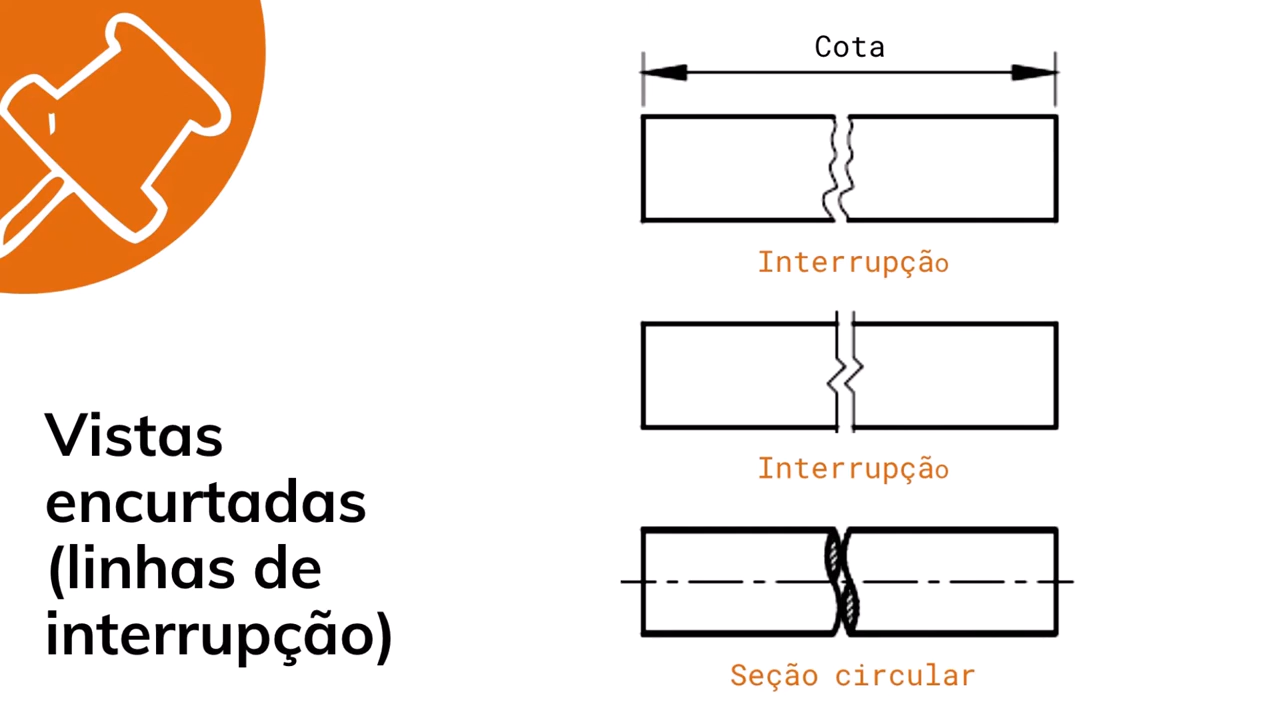 Vistas
encurtadas
(linhas de
interrupção)
Cota
Interrupção
Interrupção
Seção circular